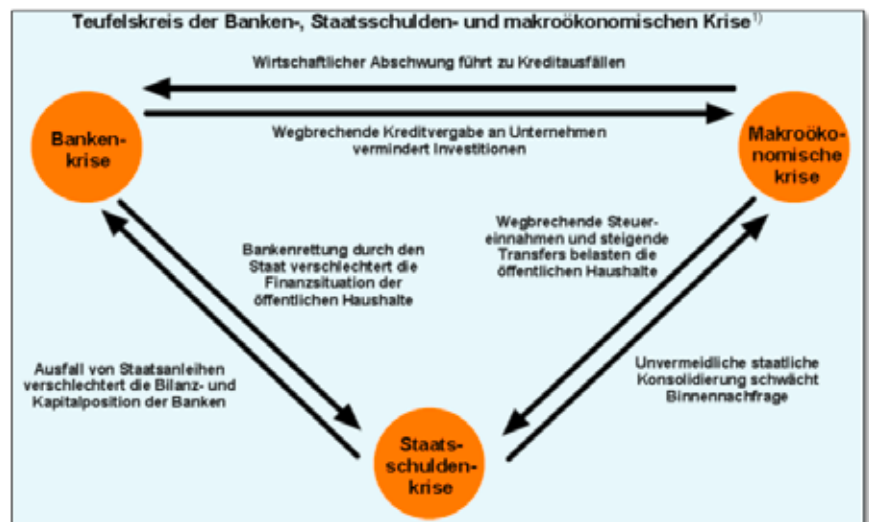 Teufelskreis der Banken-, Staatsschulden- und makroökonomischen Krise¹⁾
Wirtschaftlicher Abschwung führt zu Kreditausfällen
Banken-
krise
Wegbrechende Kreditvergabe an Unternehmen
vermindert Investitionen
Makroöko-
nomische
krise
Bankenrettung durch den
Staat verschlechtert die
Finanzsituation der
öffentlichen Haushalte
Wegbrechende Steuer-
einnahmen und steigende
Transfers belasten die
öffentlichen Haushalte
Ausfall von Staatsanleihen
verschlechtert die Bilanz- und
Kapitalposition der Banken
Unvermeidliche staatliche
Konsolidierung schwächt
Binnennachfrage
Staats-
schulden-
krise